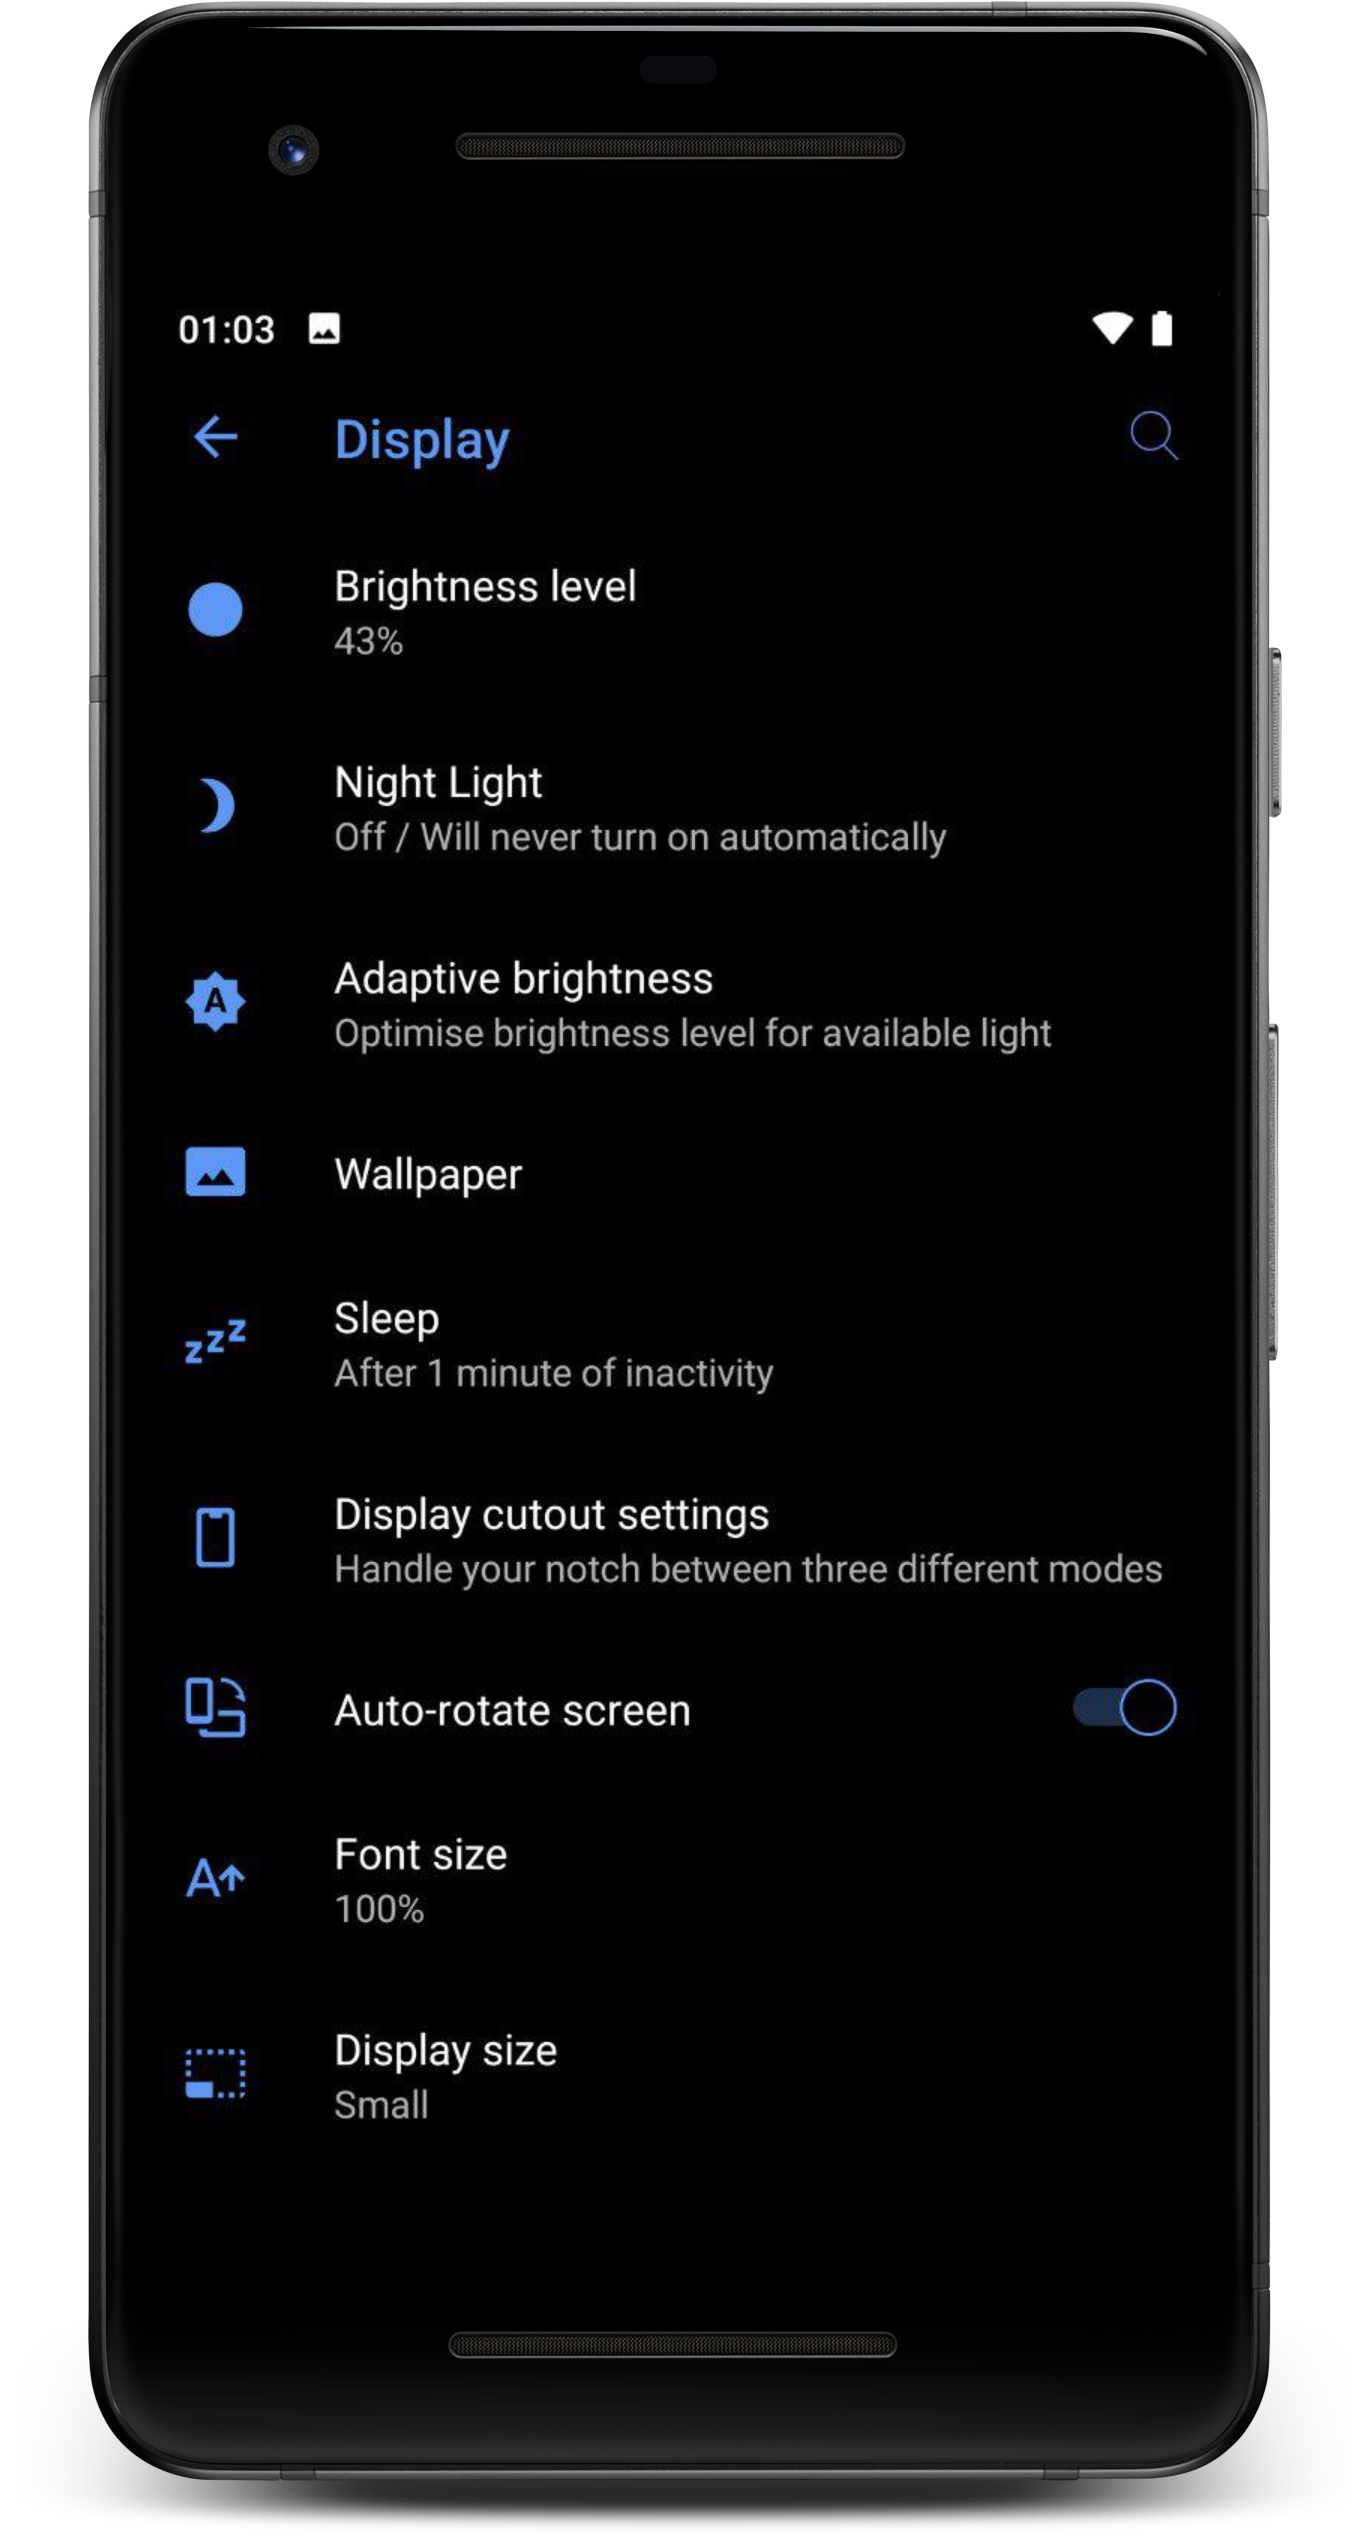 01:03
Display
Brightness level
43%
Night Light
Off / Will never turn on automatically
Adaptive brightness
Optimise brightness level for available light
Wallpaper
Sleep
After 1 minute of inactivity
Display cutout settings
Handle your notch between three different modes
Auto-rotate screen
Font size
100%
Display size
Small